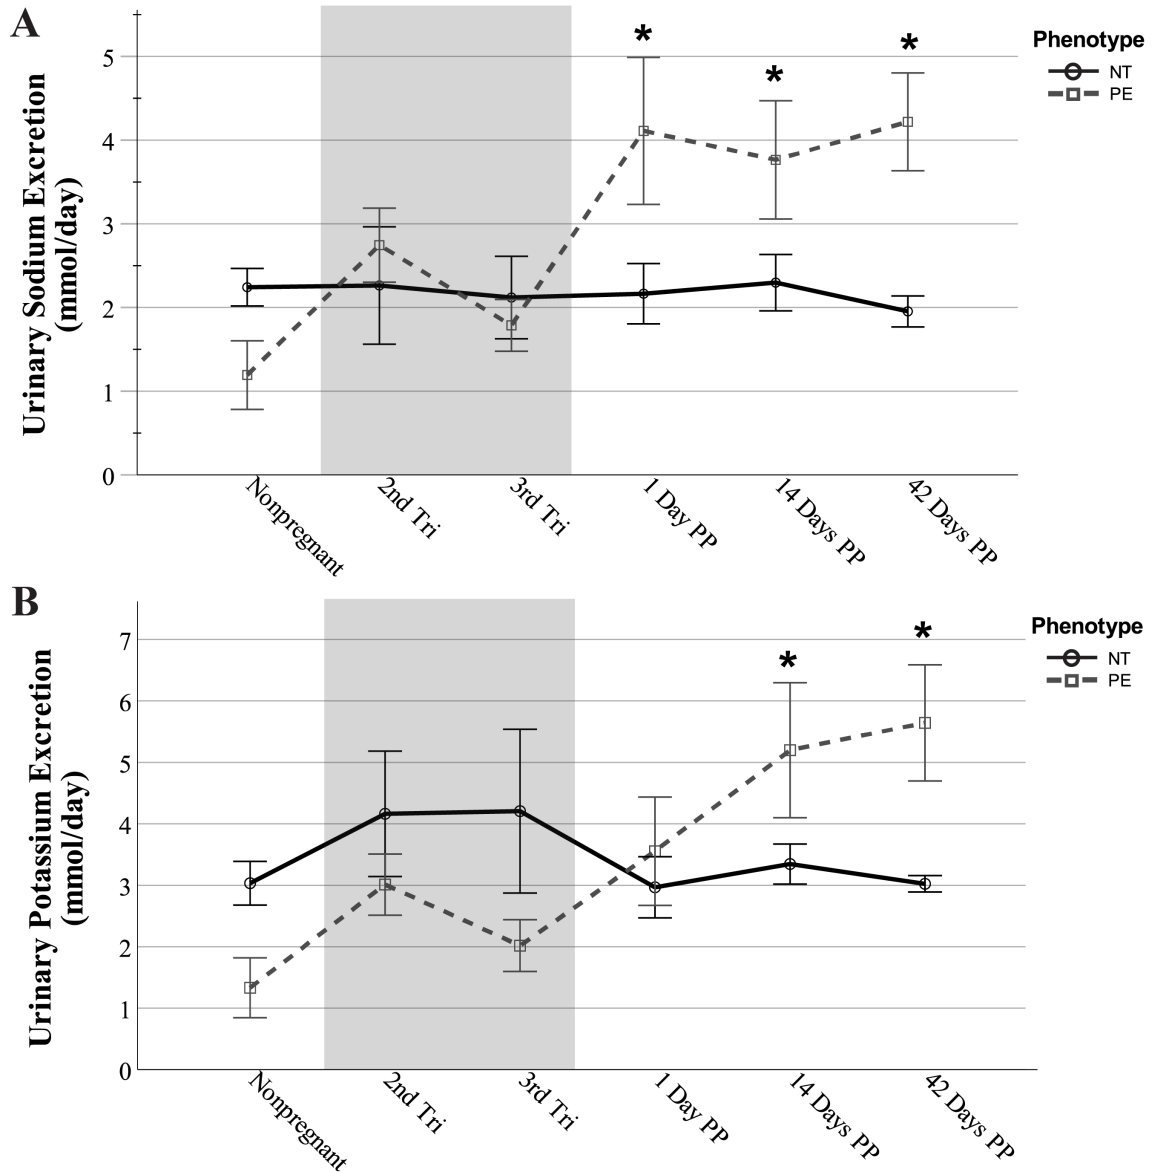 A
Urinary Sodium Excretion
(mmol/day)
5
4
3
2
1
0
*
*
*
Phenotype
NT
PE
Nonpregnant
2nd Tri
3rd Tri
1 Day PP
14 Days PP
42 Days PP
B
Urinary Potassium Excretion
(mmol/day)
7
6
5
4
3
2
1
0
*
*
Phenotype
NT
PE
Nonpregnant
2nd Tri
3rd Tri
1 Day PP
14 Days PP
42 Days PP